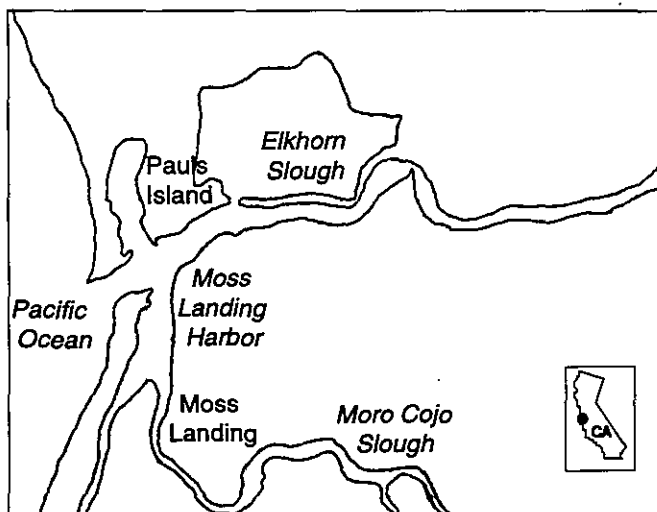 Elkhorn
Slough
Pauls
Island
Pacific
Ocean
Moss
Landing
Harbor
Moss
Landing
Moro Cojo
Slough
CA